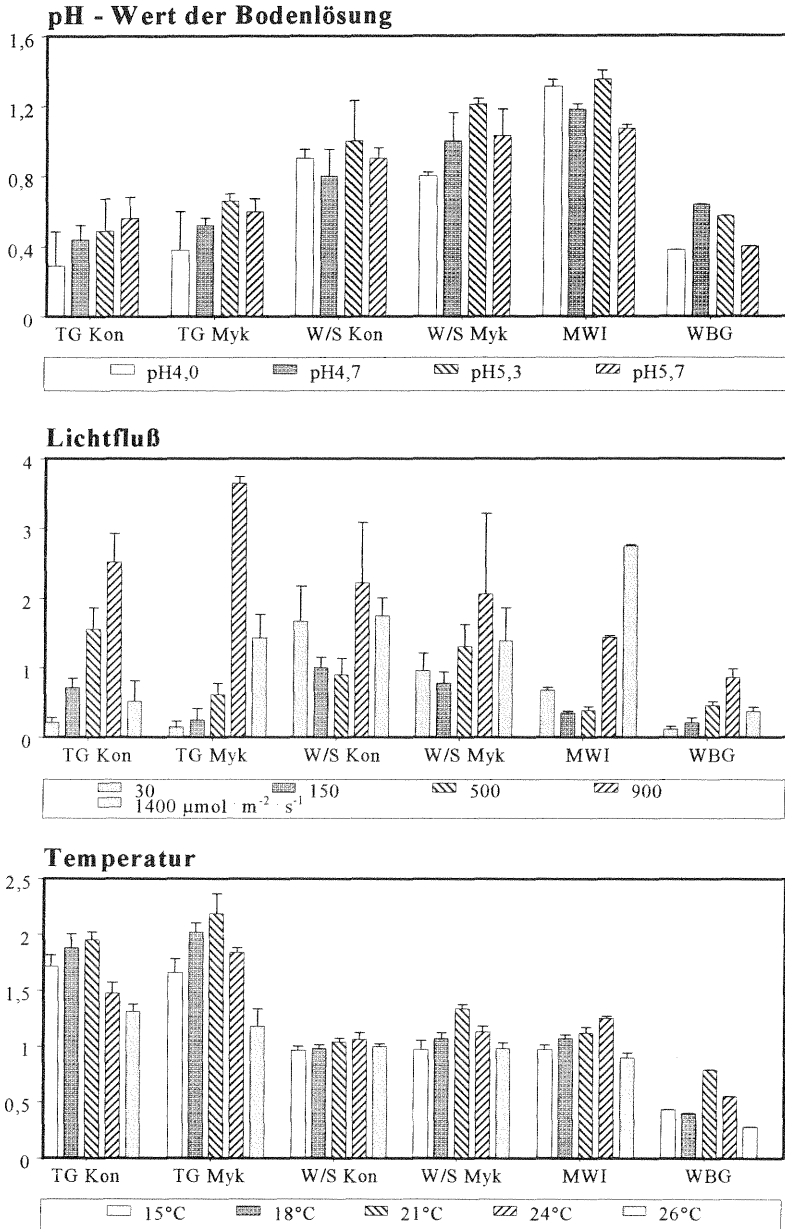 pH - Wert der Bodenlösung
1,6
1,2
0,8
0,4
0
TG Kon TG Myk W/S Kon W/S Myk MWI WBG
pH4,0 pH4,7 pH5,3 pH5,7
Lichtfluß
4
3
2
1
0
TG Kon TG Myk W/S Kon W/S Myk MWI WBG
30 150 500 900
1400 µmol · m⁻² · s⁻¹
Temperatur
2,5
2
1,5
1
0,5
0
TG Kon TG Myk W/S Kon W/S Myk MWI WBG
15°C 18°C 21°C 24°C 26°C